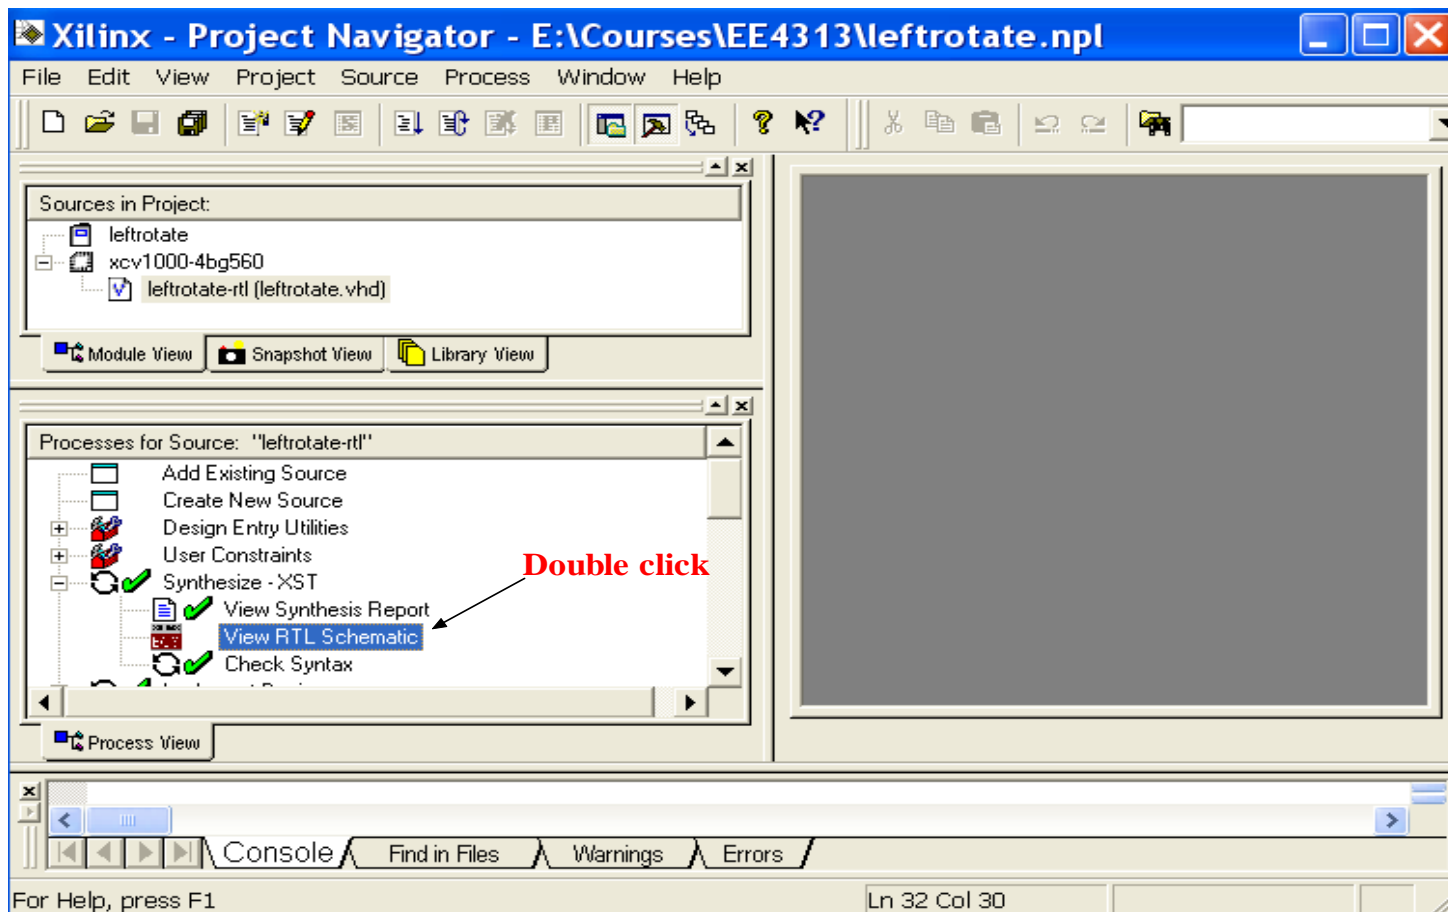 Xilinx - Project Navigator - E:\Courses\EE4313\leftrotate.npl
File Edit View Project Source Process Window Help
Sources in Project:
leftrotate
xcv1000-4bg560
leftrotate-rtl (leftrotate.vhd)
Module View Snapshot View Library View
Processes for Source: "leftrotate-rtl"
Add Existing Source
Create New Source
Design Entry Utilities
User Constraints
Double click
Synthesize - XST
View Synthesis Report
View RTL Schematic
Check Syntax
Process View
Console Find in Files Warnings Errors
For Help, press F1 Ln 32 Col 30